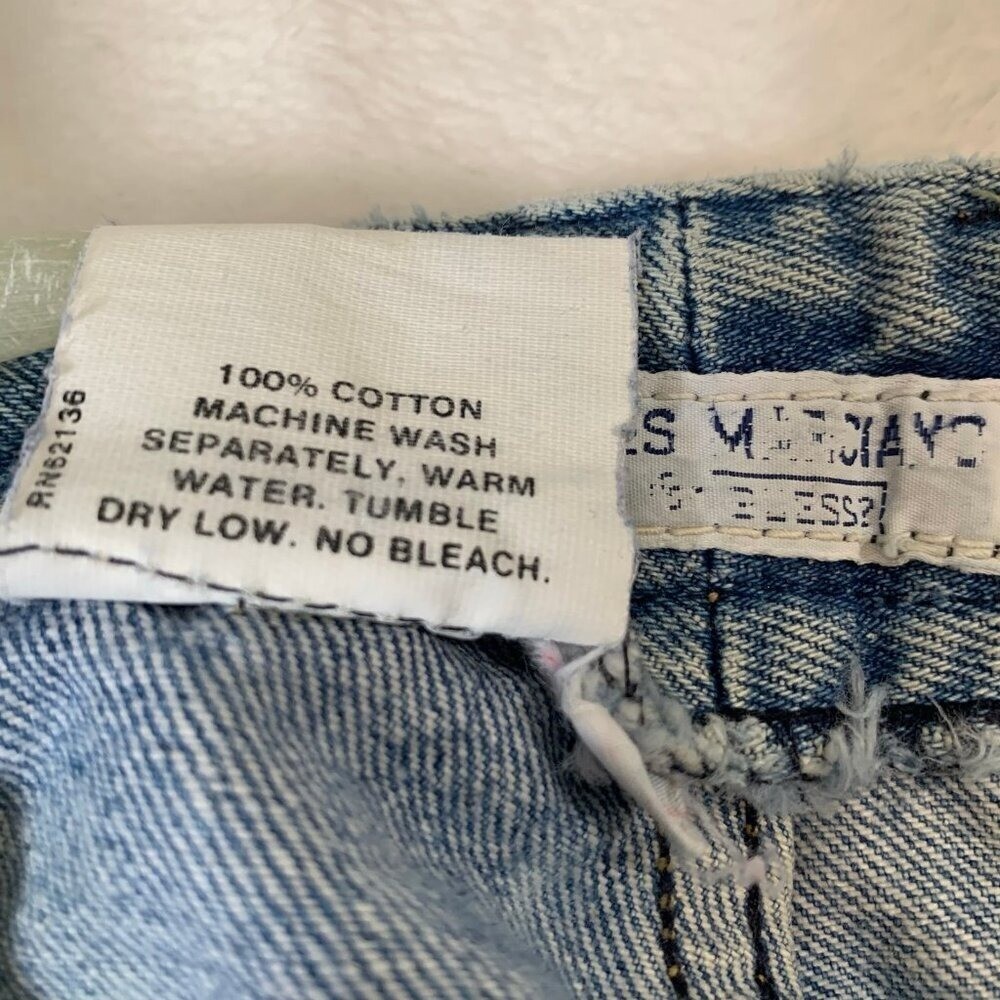 100% COTTON
MACHINE WASH
SEPARATELY, WARM
WATER. TUMBLE
DRY LOW. NO BLEACH.
RN62136